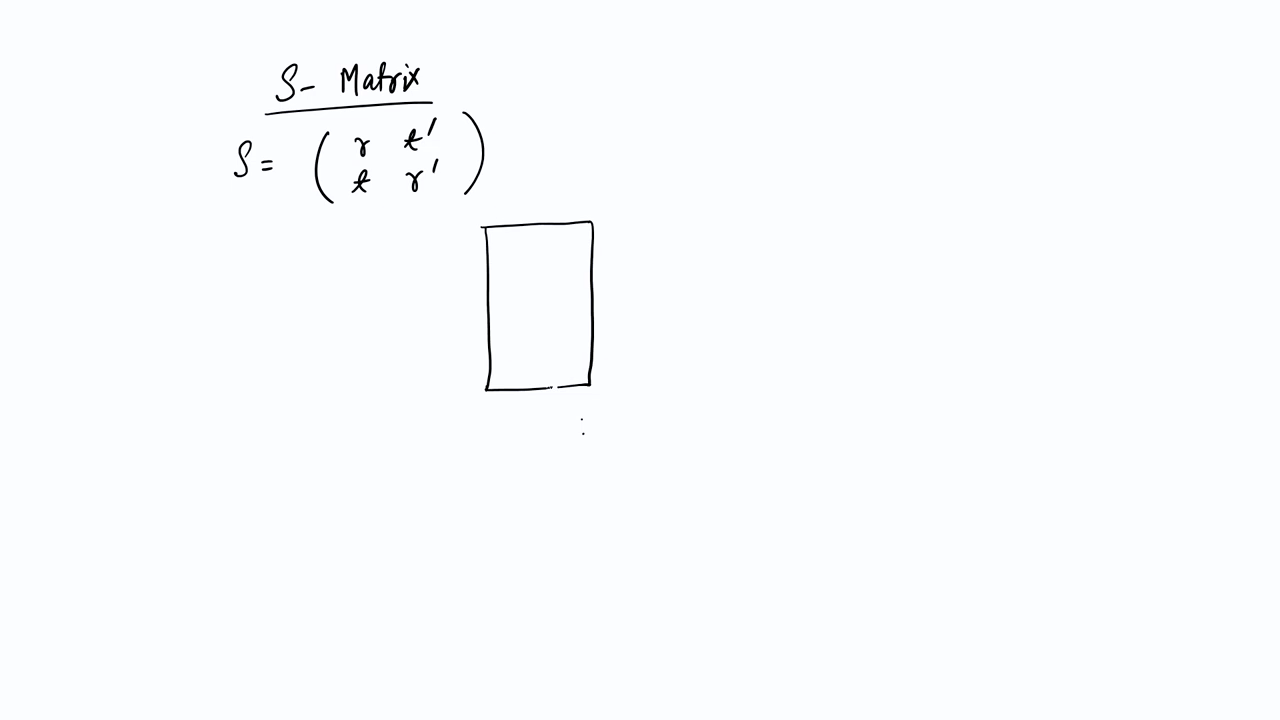 S- Matrix
S = ( r t'
t r' )